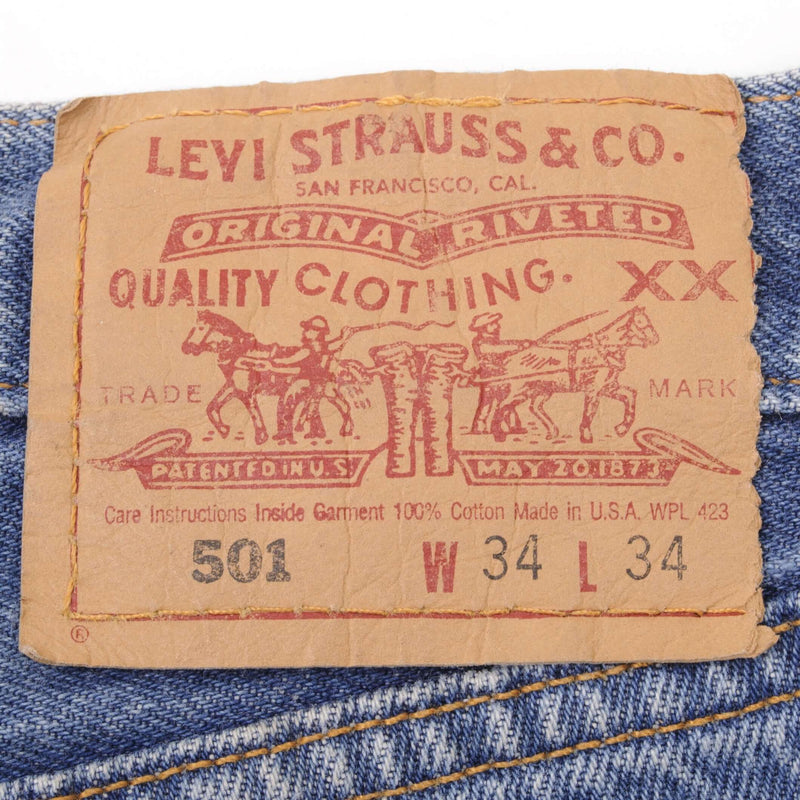 LEVI STRAUSS & CO.
SAN FRANCISCO, CAL.
ORIGINAL RIVETED
QUALITY CLOTHING. XX
TRADE MARK
PATENTED IN U.S. MAY 20. 1873
Care Instructions Inside Garment 100% Cotton Made in U.S.A. WPL 423
501 W 34 L 34
®